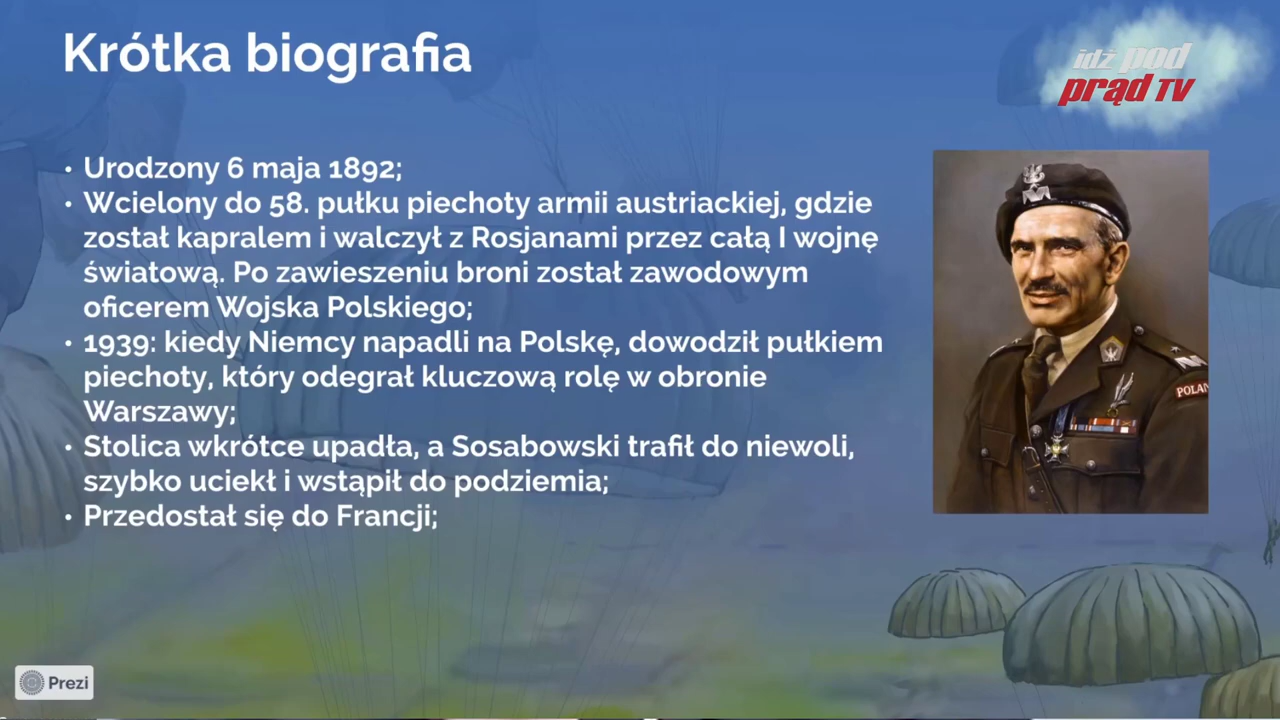 Krótka biografia
idź pod
prąd TV
• Urodzony 6 maja 1892;
• Wcielony do 58. pułku piechoty armii austriackiej, gdzie
został kapralem i walczył z Rosjanami przez całą I wojnę
światową. Po zawieszeniu broni został zawodowym
oficerem Wojska Polskiego;
• 1939: kiedy Niemcy napadli na Polskę, dowodził pułkiem
piechoty, który odegrał kluczową rolę w obronie
Warszawy;
• Stolica wkrótce upadła, a Sosabowski trafił do niewoli,
szybko uciekł i wstąpił do podziemia;
• Przedostał się do Francji;
POLAN
Prezi